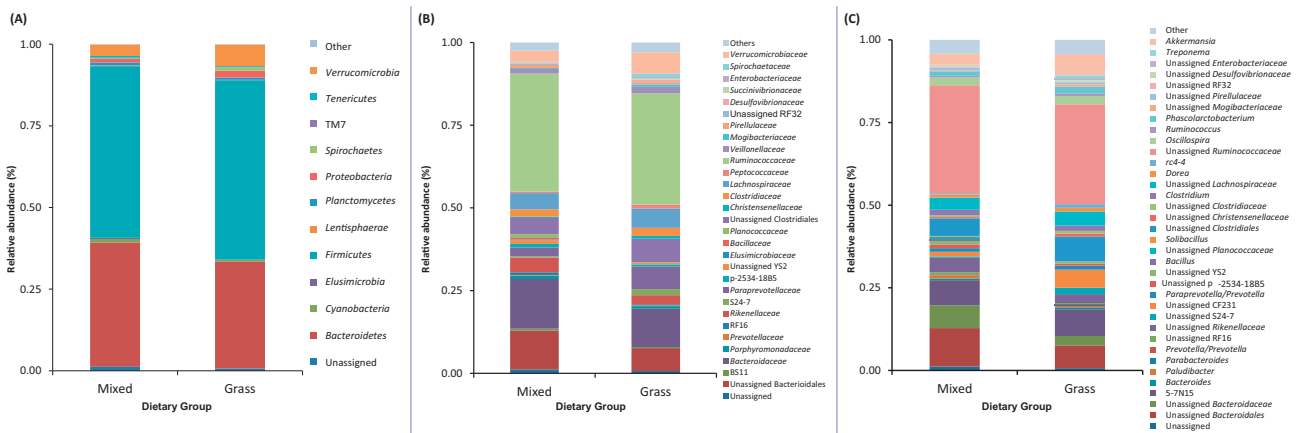 (A)
1.00
0.75
0.50
0.25
0.00
Relative abundance (%)
Mixed
Grass
Dietary Group
Other
Verrucomicrobia
Tenericutes
TM7
Spirochaetes
Proteobacteria
Planctomycetes
Lentisphaerae
Firmicutes
Elusimicrobia
Cyanobacteria
Bacteroidetes
Unassigned
(B)
1.00
0.75
0.50
0.25
0.00
Relative abundance (%)
Mixed
Grass
Dietary Group
Others
Verrucomicrobiaceae
Spirochaetaceae
Enterobacteriaceae
Succinivibrionaceae
Desulfovibrionaceae
Unassigned RF32
Pirellulaceae
Mogibacteriaceae
Veillonellaceae
Ruminococcaceae
Peptococcaceae
Lachnospiraceae
Clostridiaceae
Christensenellaceae
Unassigned Clostridiales
Planococcaceae
Bacillaceae
Elusimicrobiaceae
Unassigned YS2
p-2534-18B5
Paraprevotellaceae
S24-7
Rikenellaceae
RF16
Prevotellaceae
Porphyromonadaceae
Bacteroidaceae
BS11
Unassigned Bacterioidales
Unassigned
(C)
1.00
0.75
0.50
0.25
0.00
Relative abundance (%)
Mixed
Grass
Dietary Group
Other
Akkermansia
Treponema
Unassigned Enterobacteriaceae
Unassigned Desulfovibrionaceae
Unassigned RF32
Unassigned Pirellulaceae
Unassigned Mogibacteriaceae
Phascolarctobacterium
Ruminococcus
Oscillospira
Unassigned Ruminococcaceae
rc4-4
Dorea
Unassigned Lachnospiraceae
Clostridium
Unassigned Clostridiaceae
Unassigned Christensenellaceae
Unassigned Clostridiales
Solibacillus
Unassigned Planococcaceae
Bacillus
Unassigned YS2
Unassigned p -2534-18B5
Paraprevotella/Prevotella
Unassigned CF231
Unassigned S24-7
Unassigned Rikenellaceae
Unassigned RF16
Prevotella/Prevotella
Parabacteroides
Paludibacter
Bacteroides
5-7N15
Unassigned Bacteroidaceae
Unassigned Bacteroidales
Unassigned